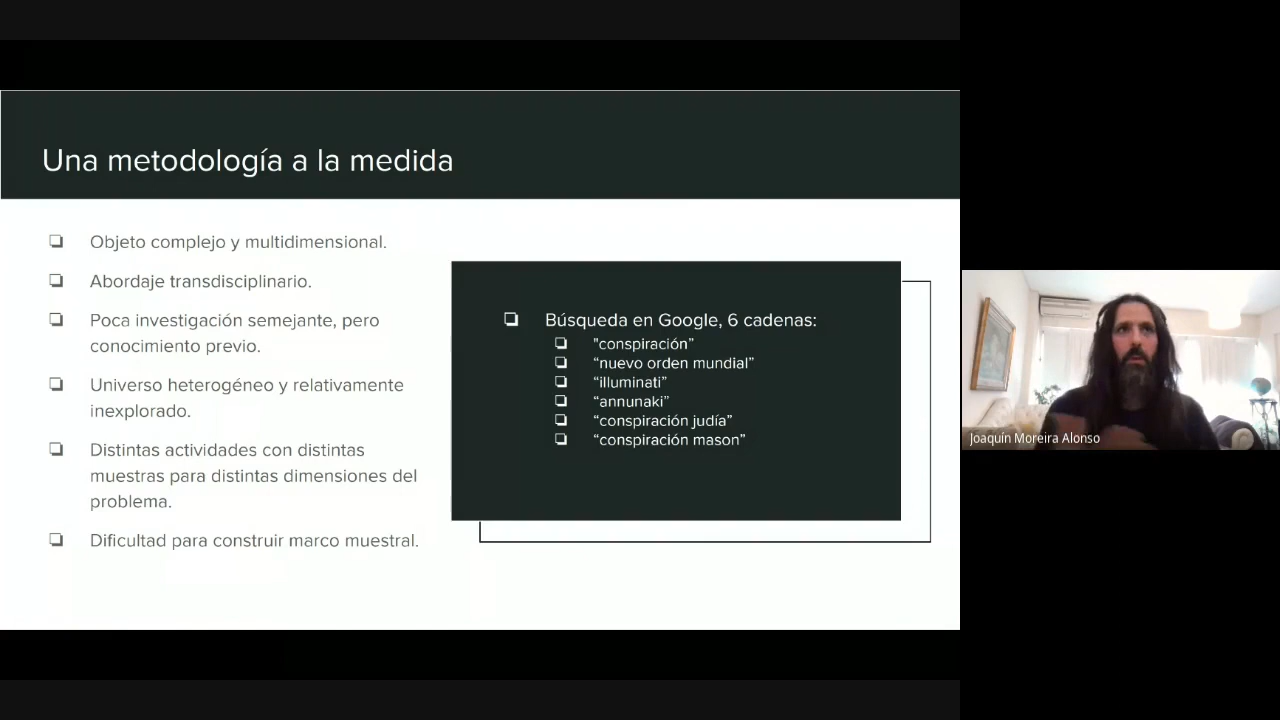 Una metodología a la medida
❏ Objeto complejo y multidimensional.
❏ Abordaje transdisciplinario.
❏ Poca investigación semejante, pero
conocimiento previo.
❏ Universo heterogéneo y relativamente
inexplorado.
❏ Distintas actividades con distintas
muestras para distintas dimensiones del
problema.
❏ Dificultad para construir marco muestral.
❏ Búsqueda en Google, 6 cadenas:
❏ "conspiración”
❏ “nuevo orden mundial”
❏ “illuminati”
❏ “annunaki”
❏ “conspiración judía”
❏ “conspiración mason”
Joaquín Moreira Alonso